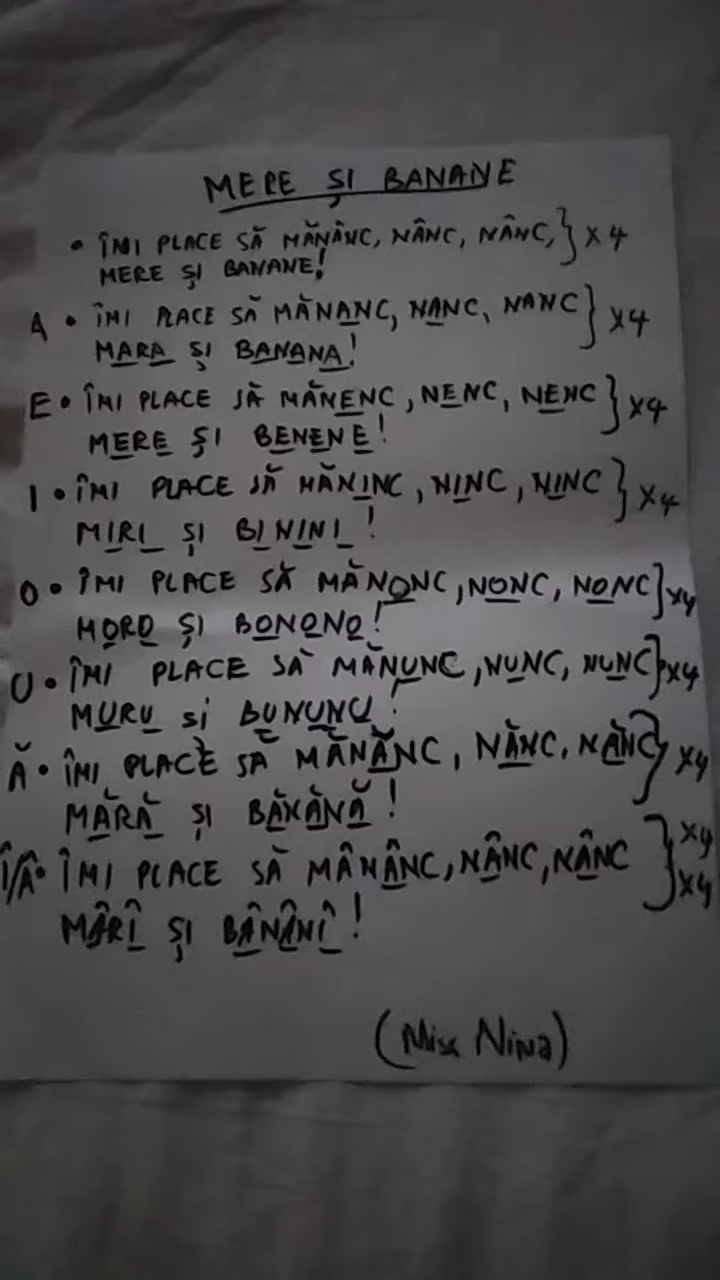 MERE ȘI BANANE
• ÎMI PLACE SĂ MĂNÂNC, NÂNC, NÂNC, } x4
MERE ȘI BANANE!
A • ÎMI PLACE SĂ MĂNANC, NANC, NANC } x4
MARA ȘI BANANA!
E • ÎMI PLACE SĂ MĂNENC, NENC, NENC } x4
MERE ȘI BENENE!
I • ÎMI PLACE SĂ MĂNINC, NINC, NINC } x4
MIRI ȘI BININI!
O • ÎMI PLACE SĂ MĂNONC, NONC, NONC } x4
MORO ȘI BONONO!
U • ÎMI PLACE SĂ MĂNUNC, NUNC, NUNC } x4
MURU și BUNUNU!
Ă • ÎMI PLACE SĂ MĂNĂNC, NĂNC, NĂNC } x4
MĂRĂ ȘI BĂNĂNĂ!
Î/Â • ÎMI PLACE SĂ MÂNÂNC, NÂNC, NÂNC } x4
MÂRÎ ȘI BÂNÂNÎ! x4
(Miss Nina)